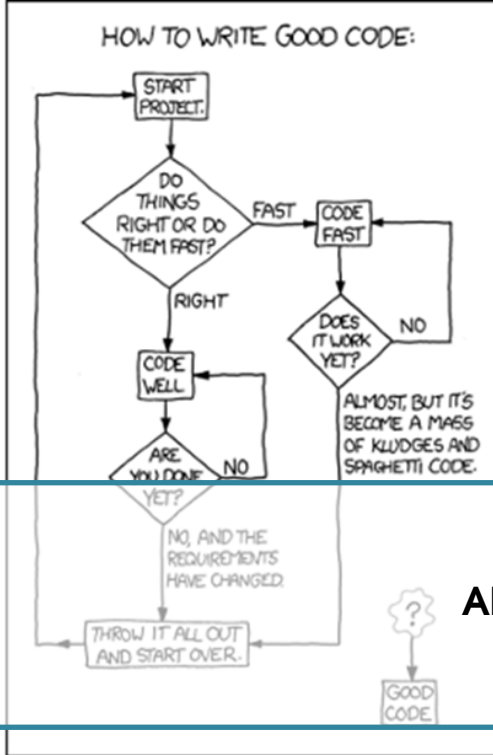 HOW TO WRITE GOOD CODE:
START
PROJECT.
DO
THINGS
RIGHT OR DO
THEM FAST?
FAST
CODE
FAST
RIGHT
DOES
IT WORK
YET?
NO
CODE
WELL
ALMOST, BUT IT'S
BECOME A MASS
OF KLUDGES AND
SPAGHETTI CODE.
ARE
YOU DONE
YET?
NO
NO, AND THE
REQUIREMENTS
HAVE CHANGED.
THROW IT ALL OUT
AND START OVER.
?
GOOD
CODE